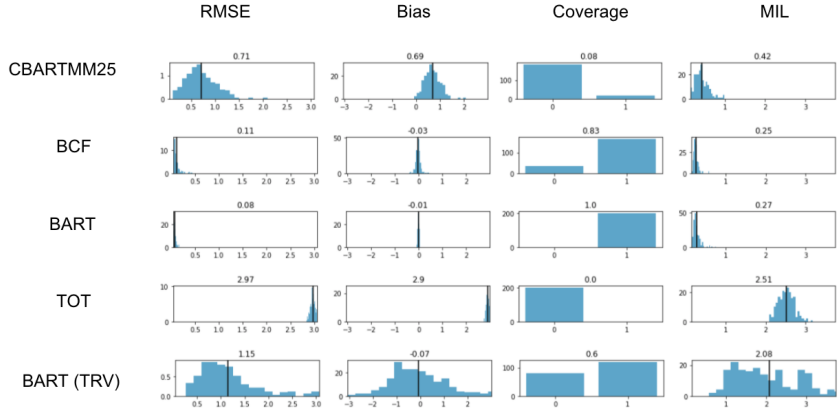 RMSE Bias Coverage MIL
CBARTMM25
0.71 0.69 0.08 0.42
1 0 20 0 100 0 20 0
0.5 1.0 1.5 2.0 2.5 3.0 −3 −2 −1 0 1 2 0 1 1 2 3
BCF
0.11 -0.03 0.83 0.25
10 0 50 0 100 0 25 0
0.5 1.0 1.5 2.0 2.5 3.0 −3 −2 −1 0 1 2 0 1 1 2 3
BART
0.08 -0.01 1.0 0.27
20 0 20 0 200 0 50 0
0.5 1.0 1.5 2.0 2.5 3.0 −3 −2 −1 0 1 2 0 1 1 2 3
TOT
2.97 2.9 0.0 2.51
10 0 20 0 200 0 20 0
0.5 1.0 1.5 2.0 2.5 3.0 −3 −2 −1 0 1 2 0 1 1 2 3
BART (TRV)
1.15 -0.07 0.6 2.08
0.5 0.0 20 0 100 0 20 0
0.5 1.0 1.5 2.0 2.5 3.0 −3 −2 −1 0 1 2 3 0 1 1 2 3